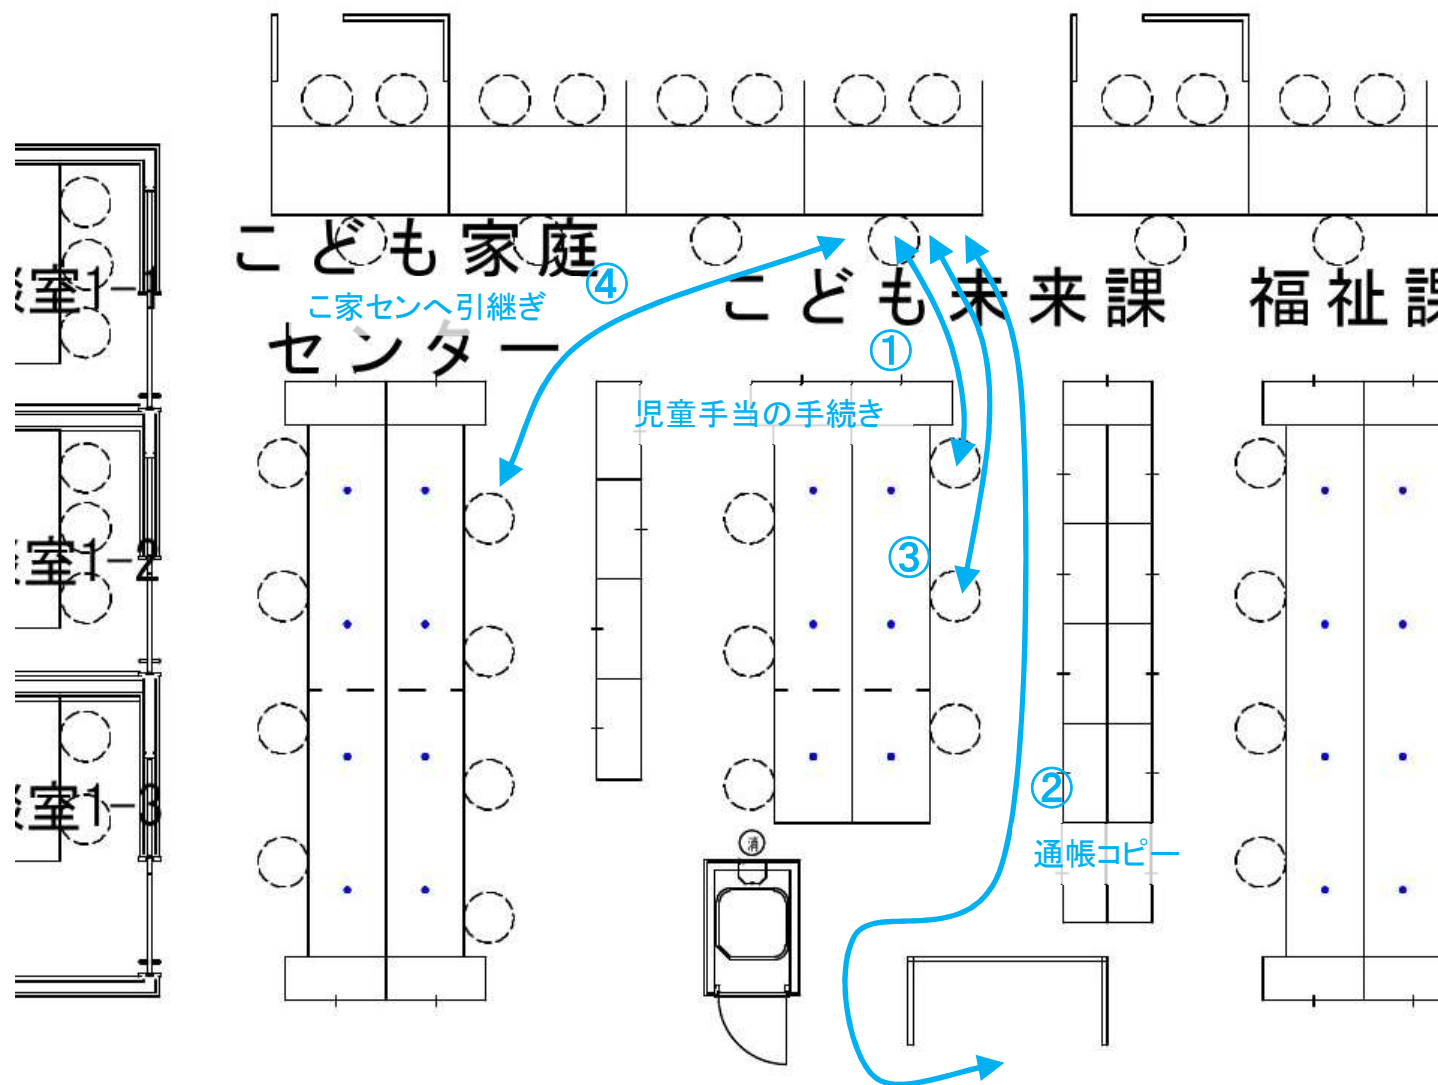 こども家庭
④
こ家センへ引継ぎ
センター
こども未来課
福祉課
①
児童手当の手続き
③
②
通帳コピー
消
室1-1
室1-2
室1-3